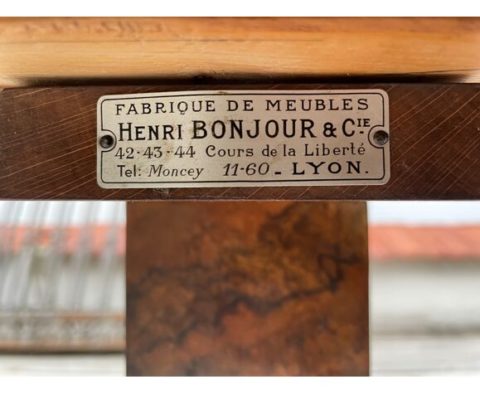 FABRIQUE DE MEUBLES
HENRI BONJOUR & CIE
42-43-44 Cours de la Liberté
Tel: Moncey 11-60 - LYON.